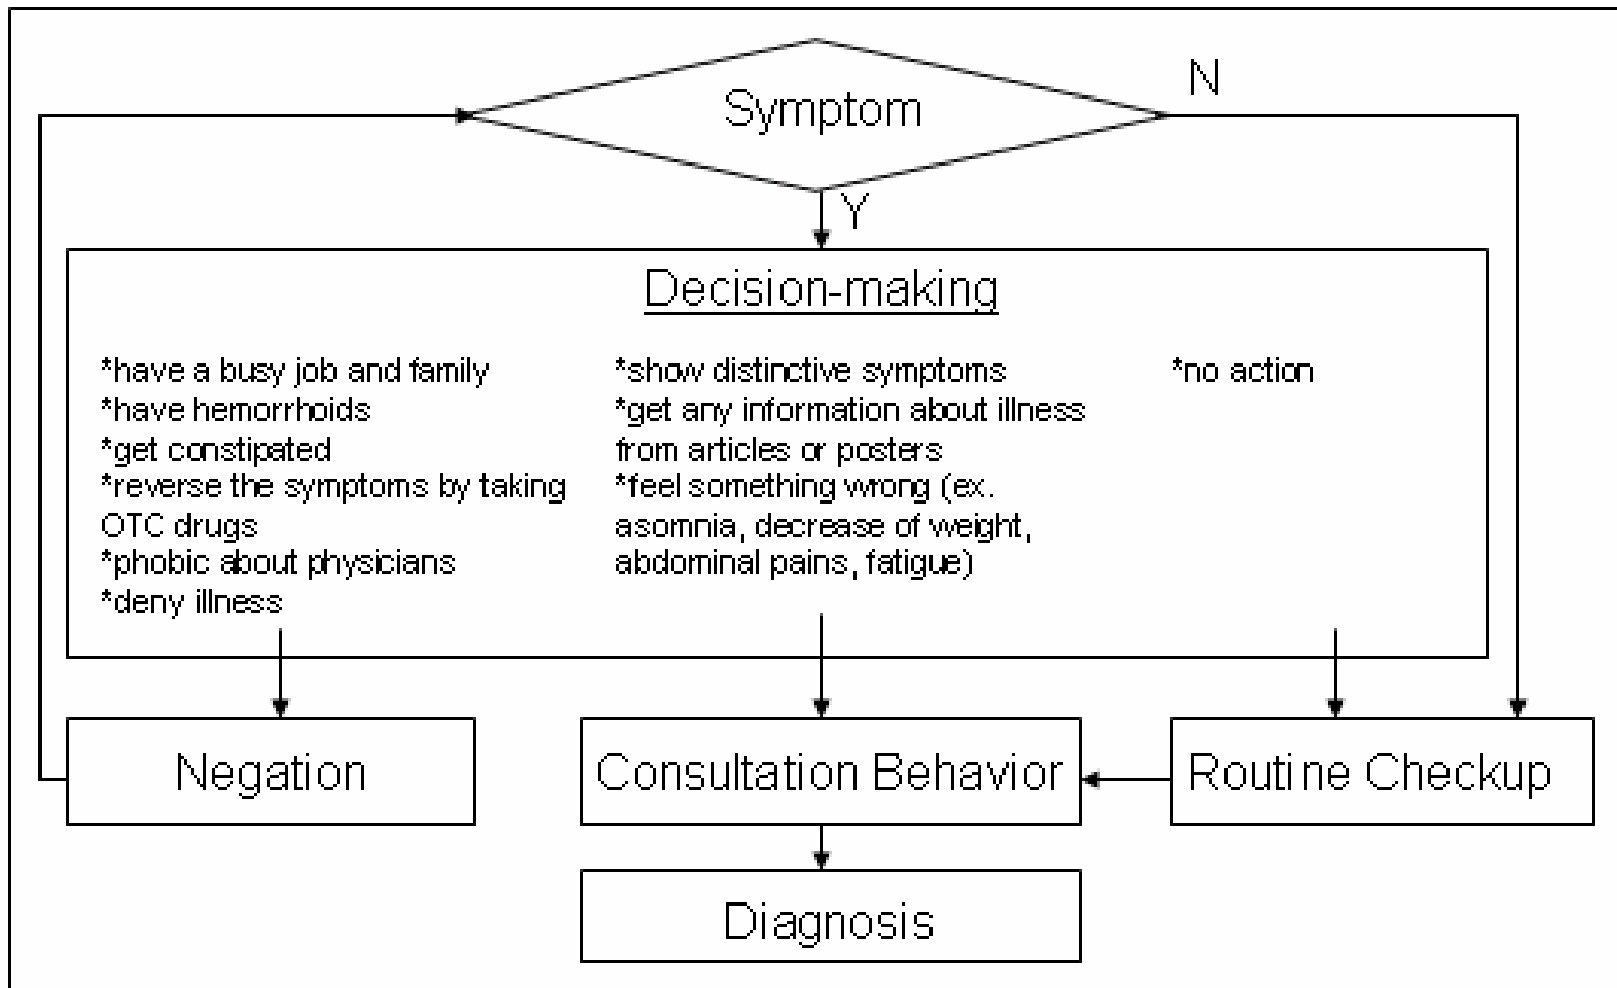 Symptom
N
Y
Decision-making
*have a busy job and family
*have hemorrhoids
*get constipated
*reverse the symptoms by taking
OTC drugs
*phobic about physicians
*deny illness
*show distinctive symptoms
*get any information about illness
from articles or posters
*feel something wrong (ex.
asomnia, decrease of weight,
abdominal pains, fatigue)
*no action
Negation
Consultation Behavior
Routine Checkup
Diagnosis